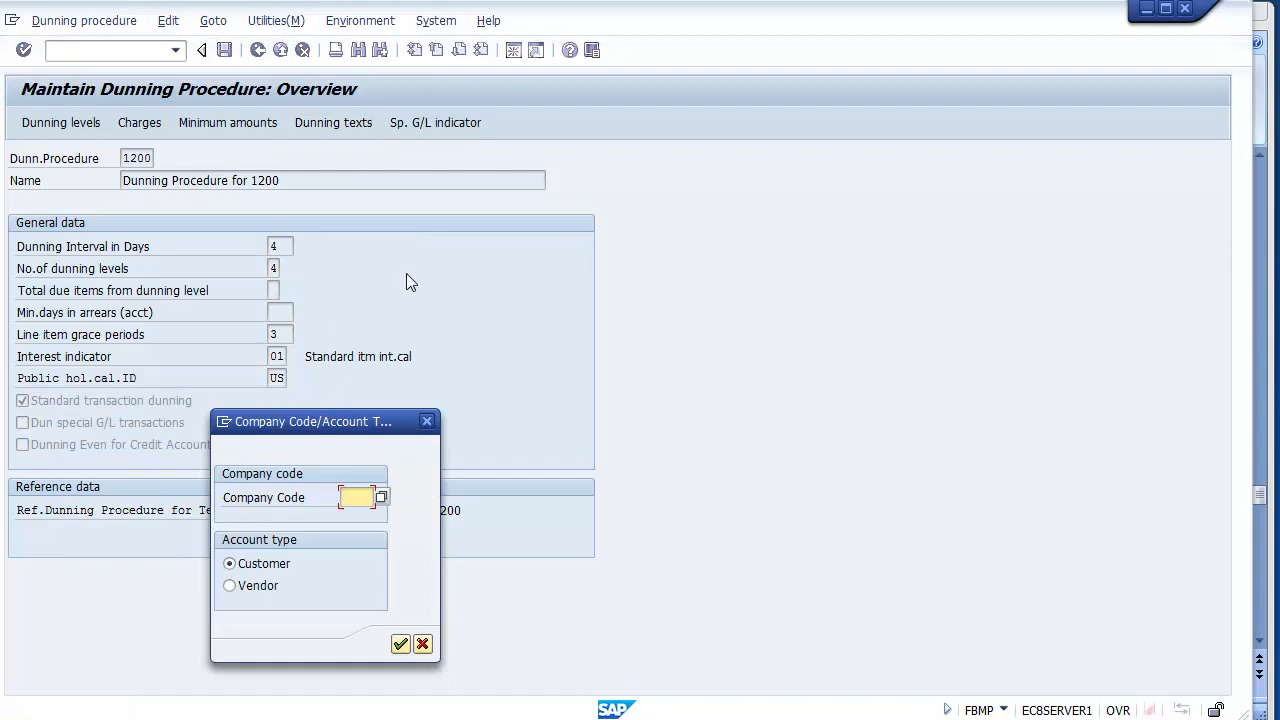 Dunning procedure Edit Goto Utilities(M) Environment System Help
Maintain Dunning Procedure: Overview
Dunning levels Charges Minimum amounts Dunning texts Sp. G/L indicator
Dunn.Procedure 1200
Name Dunning Procedure for 1200
General data
Dunning Interval in Days 4
No.of dunning levels 4
Total due items from dunning level
Min.days in arrears (acct)
Line item grace periods 3
Interest indicator 01 Standard itm int.cal
Public hol.cal.ID US
Standard transaction dunning
Dun special G/L transactions
Dunning Even for Credit Account
Reference data
Ref.Dunning Procedure for Te 200
Company Code/Account T...
Company code
Company Code
Account type
Customer
Vendor
SAP FBMP ECSSERVER1 OVR